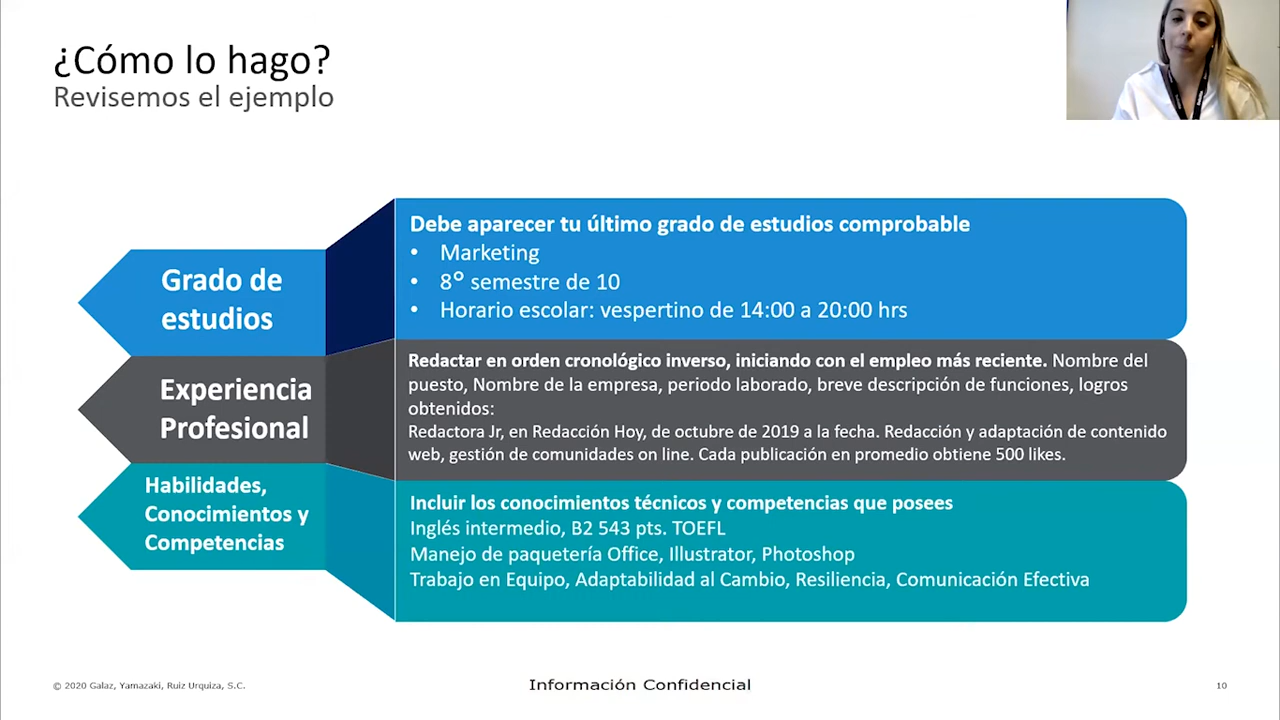 ¿Cómo lo hago?
Revisemos el ejemplo
Grado de
estudios
Debe aparecer tu último grado de estudios comprobable
• Marketing
• 8° semestre de 10
• Horario escolar: vespertino de 14:00 a 20:00 hrs
Experiencia
Profesional
Redactar en orden cronológico inverso, iniciando con el empleo más reciente. Nombre del
puesto, Nombre de la empresa, periodo laborado, breve descripción de funciones, logros
obtenidos:
Redactora Jr, en Redacción Hoy, de octubre de 2019 a la fecha. Redacción y adaptación de contenido
web, gestión de comunidades on line. Cada publicación en promedio obtiene 500 likes.
Habilidades,
Conocimientos y
Competencias
Incluir los conocimientos técnicos y competencias que posees
Inglés intermedio, B2 543 pts. TOEFL
Manejo de paquetería Office, Illustrator, Photoshop
Trabajo en Equipo, Adaptabilidad al Cambio, Resiliencia, Comunicación Efectiva
© 2020 Galaz, Yamazaki, Ruiz Urquiza, S.C.
Información Confidencial
10